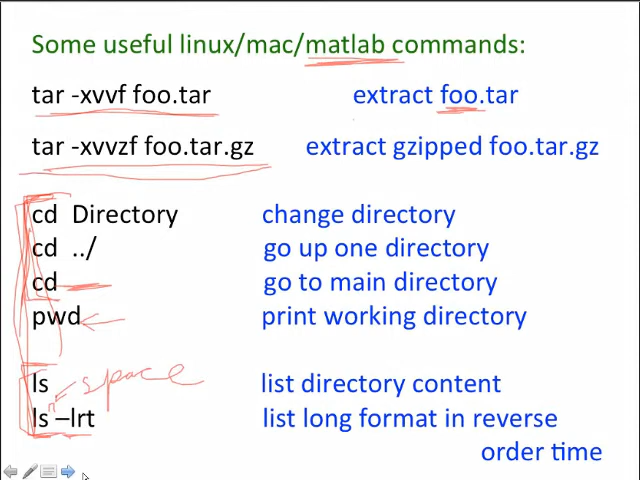 Some useful linux/mac/matlab commands:
tar -xvvf foo.tar extract foo.tar
tar -xvvzf foo.tar.gz extract gzipped foo.tar.gz
cd Directory change directory
cd ../ go up one directory
cd go to main directory
pwd print working directory
space
ls list directory content
ls –lrt list long format in reverse
order time